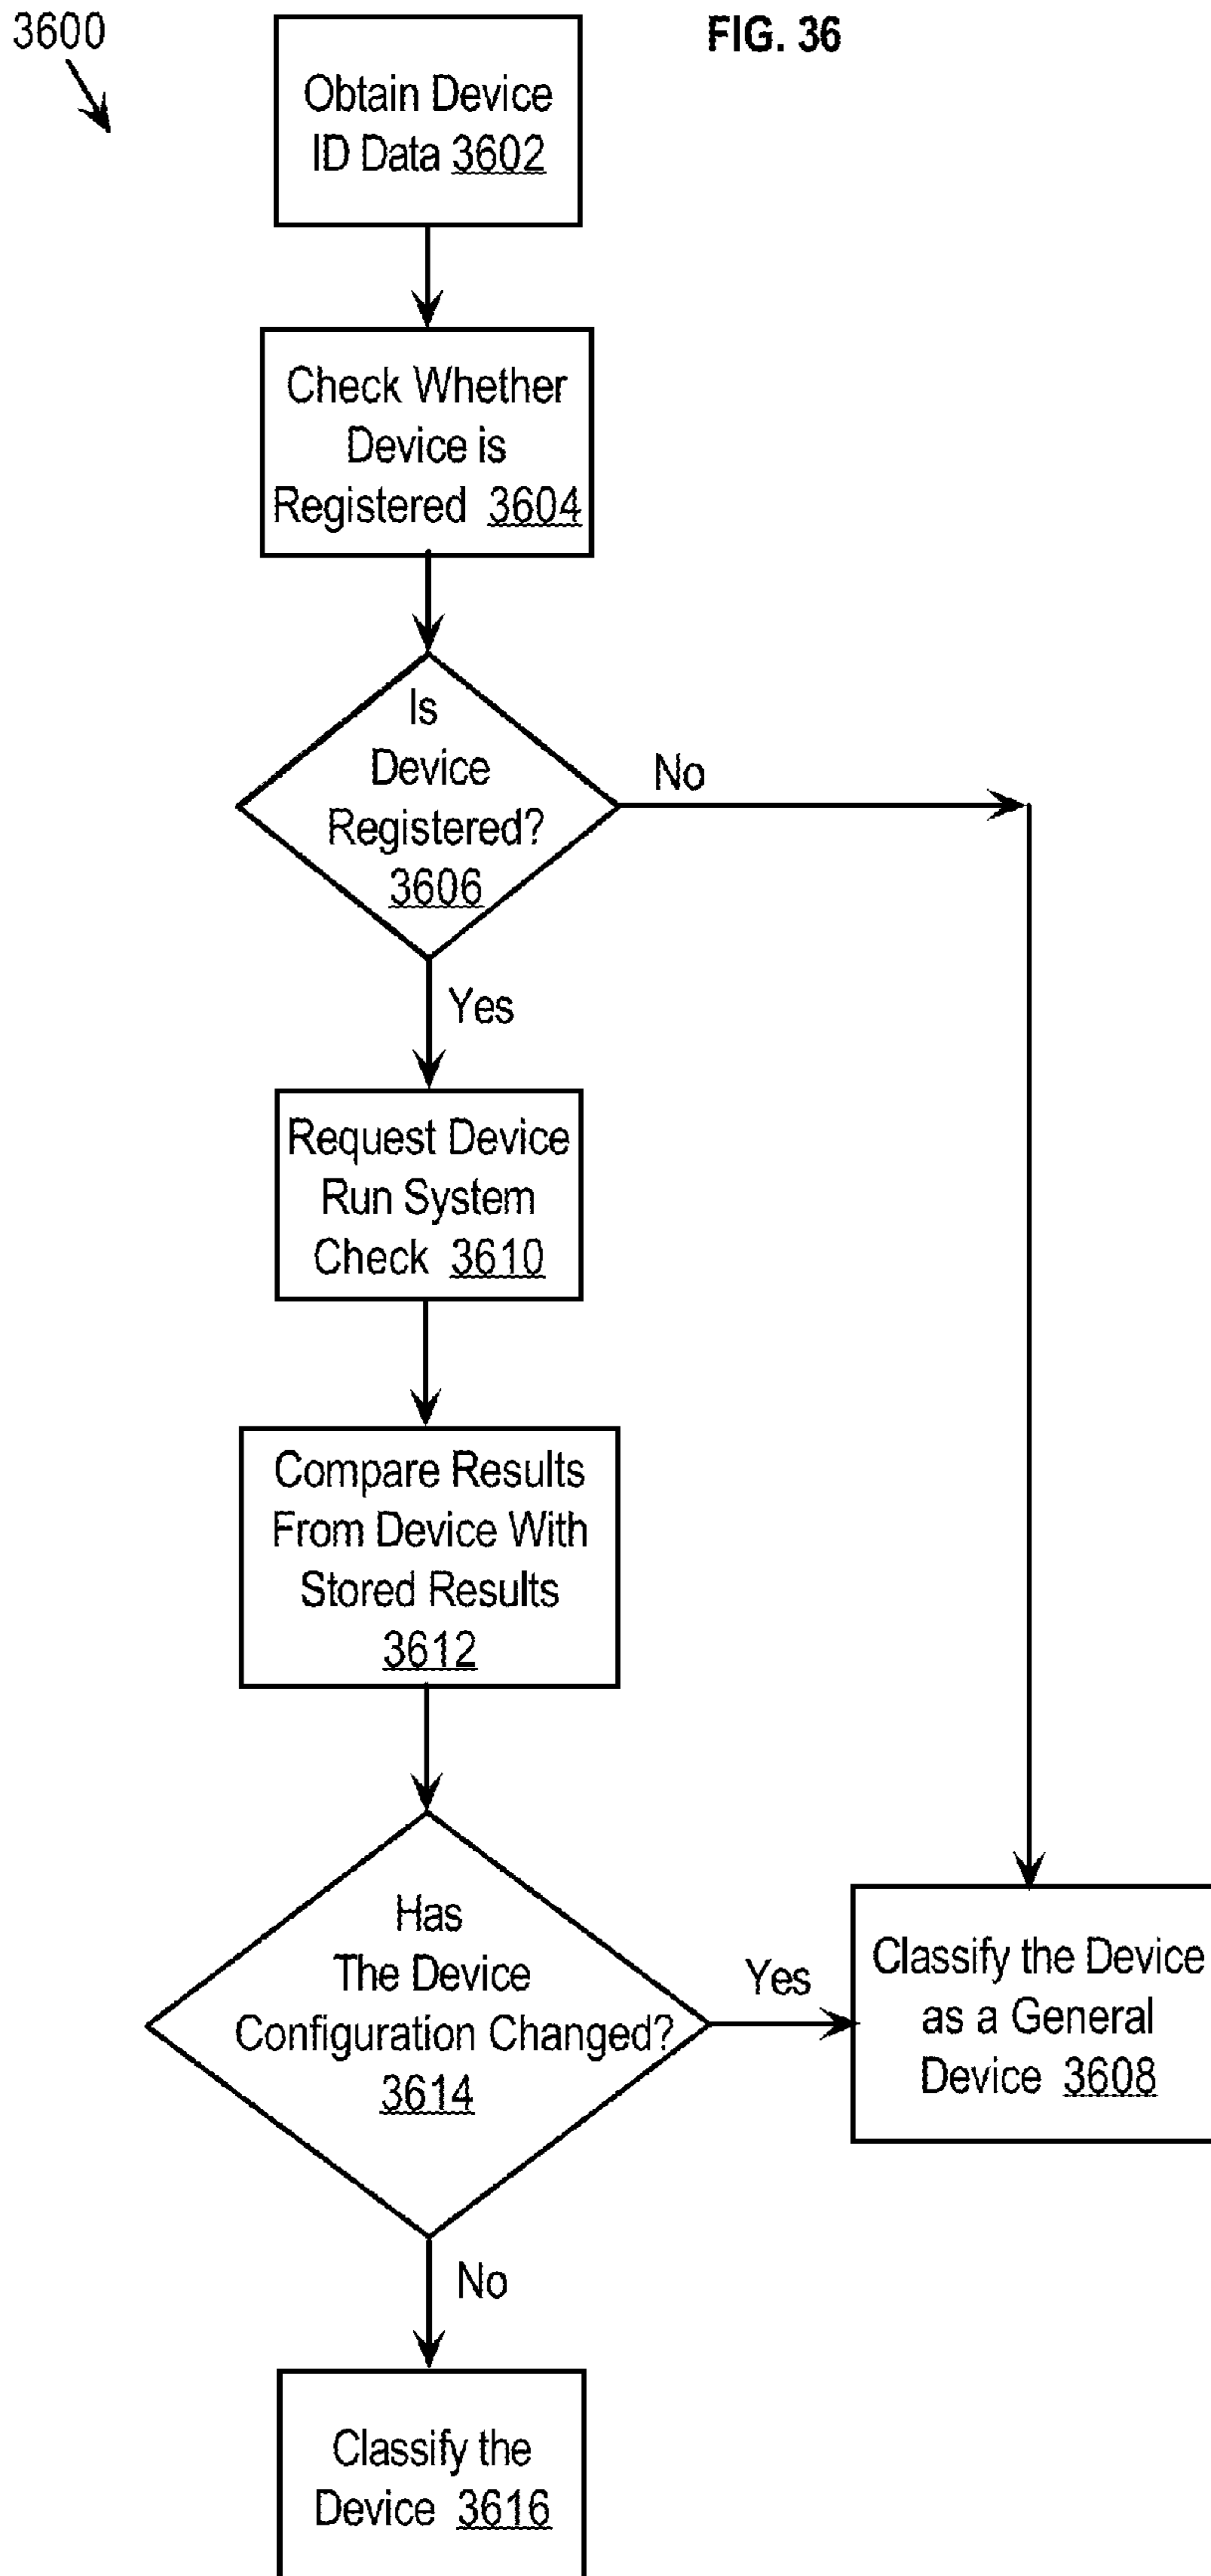 3600
FIG. 36
Obtain Device
ID Data 3602
Check Whether
Device is
Registered 3604
Is
Device
Registered?
3606
No
Yes
Request Device
Run System
Check 3610
Compare Results
From Device With
Stored Results
3612
Has
The Device
Configuration Changed?
3614
Yes
Classify the Device
as a General
Device 3608
No
Classify the
Device 3616